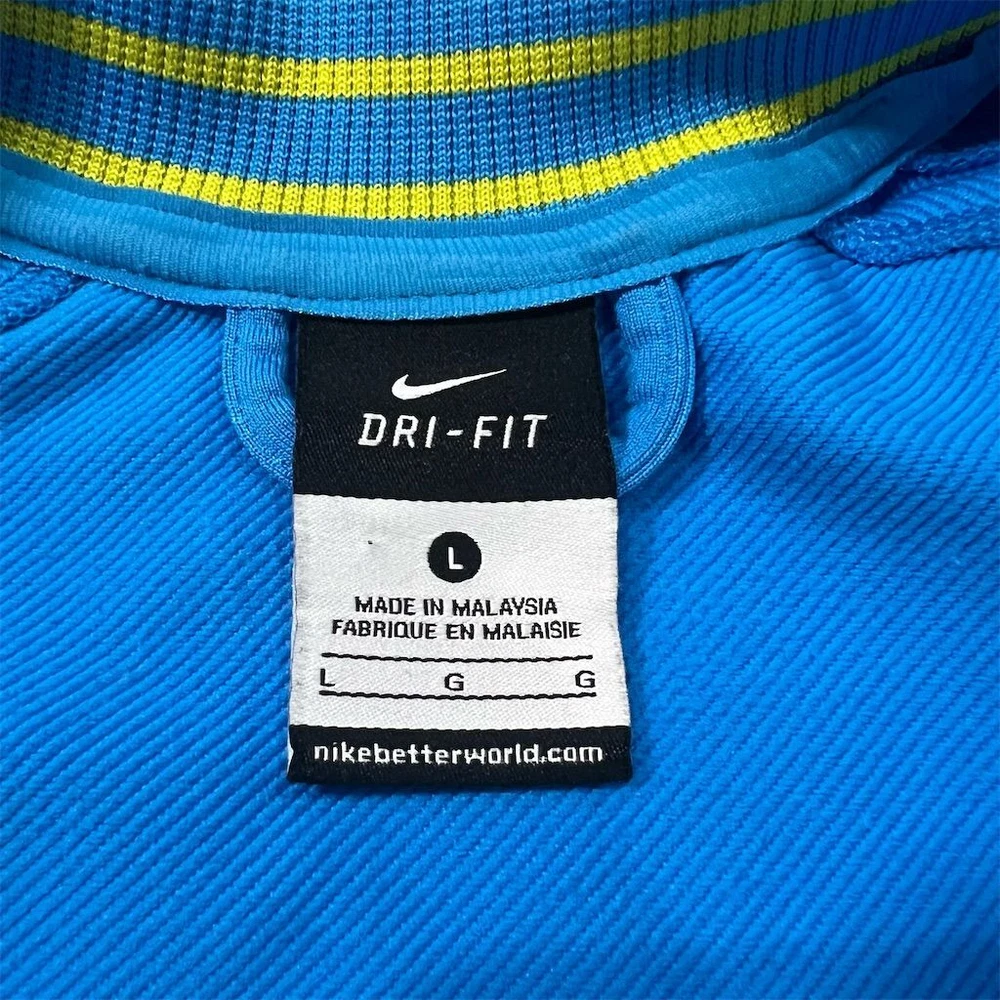 DRI-FIT
L
MADE IN MALAYSIA
FABRIQUE EN MALAISIE
L G G
nikebetterworld.com